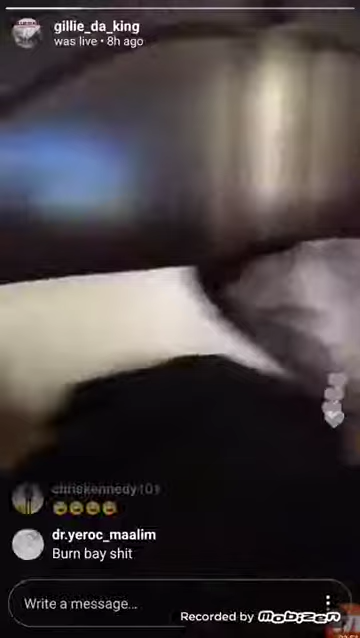 gillie_da_king
was live • 8h ago
chriskennedy101
dr.yeroc_maalim
Burn bay shit
Write a message...
Recorded by Mobizen